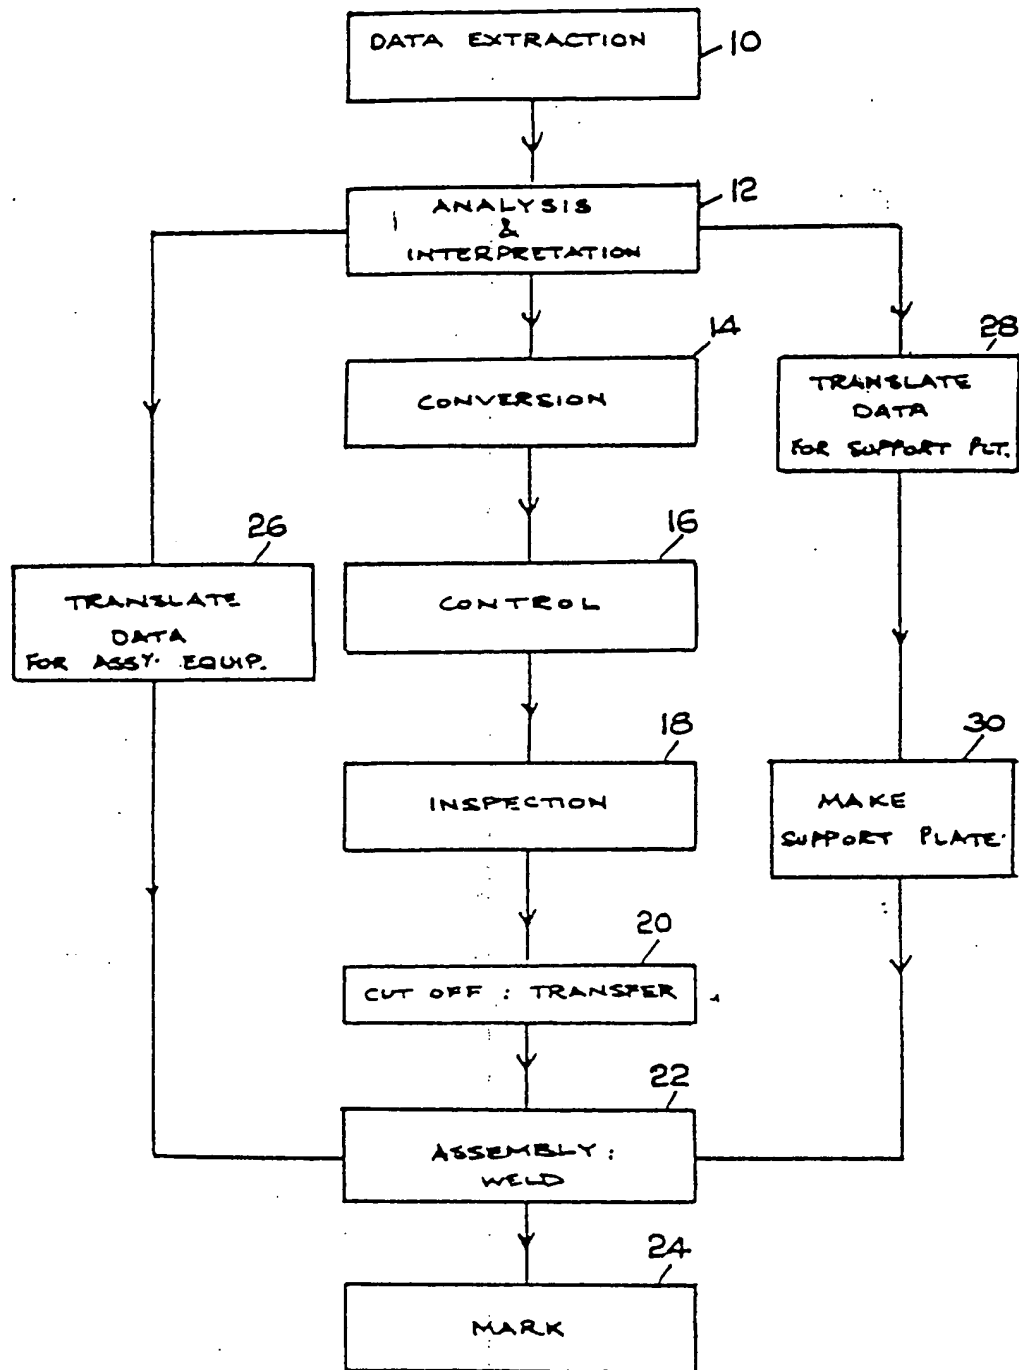 DATA EXTRACTION
10
12
ANALYSIS
&
INTERPRETATION
14
CONVERSION
28
TRANSLATE
DATA
FOR SUPPORT PLT.
16
CONTROL
26
TRANSLATE
DATA
FOR ASSY. EQUIP.
18
INSPECTION
30
MAKE
SUPPORT PLATE.
20
CUT OFF : TRANSFER
22
ASSEMBLY :
WELD
24
MARK